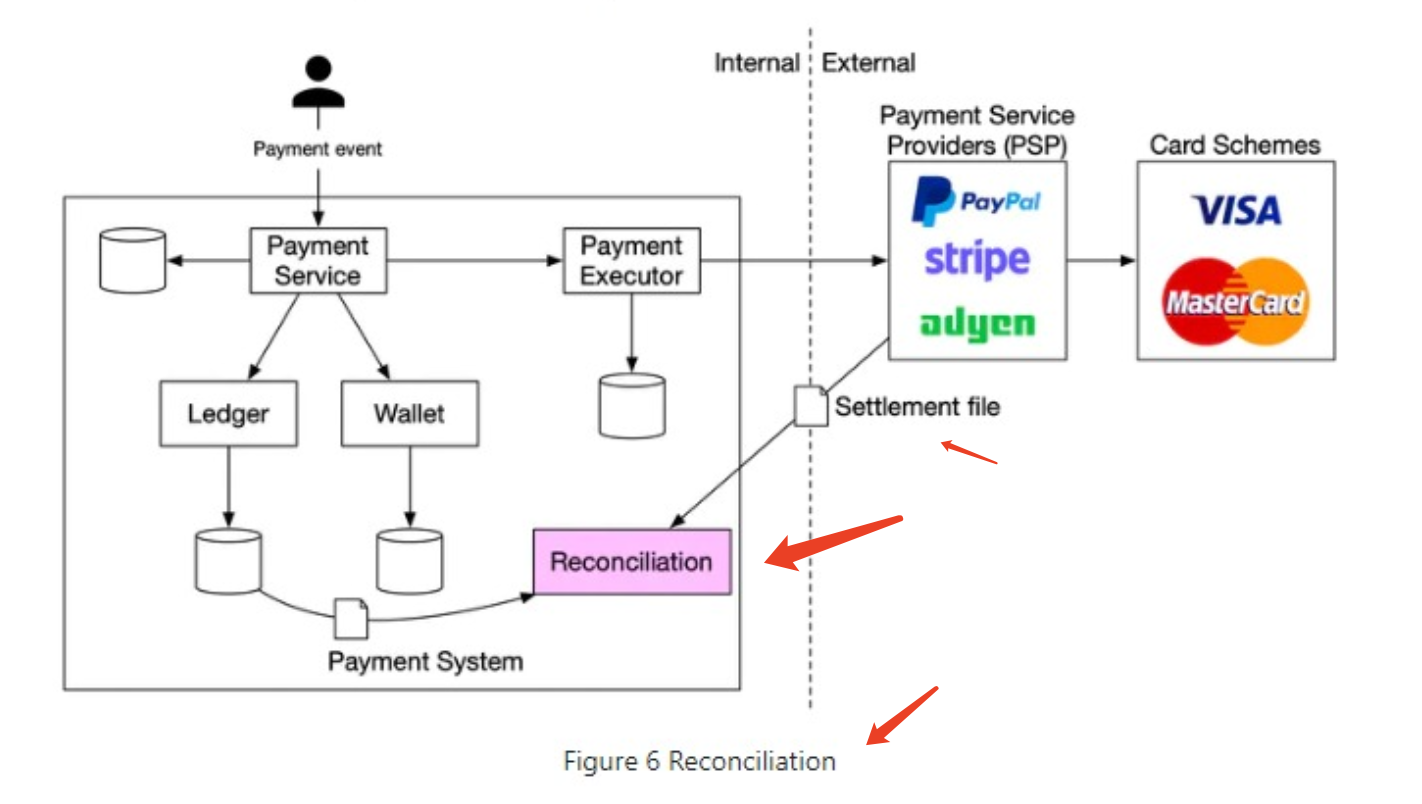 Internal
External
Payment event
Payment Service
Providers (PSP)
Card Schemes
PayPal
stripe
adyen
VISA
MasterCard
Payment
Service
Payment
Executor
Ledger
Wallet
Settlement file
Reconciliation
Payment System
Figure 6 Reconciliation